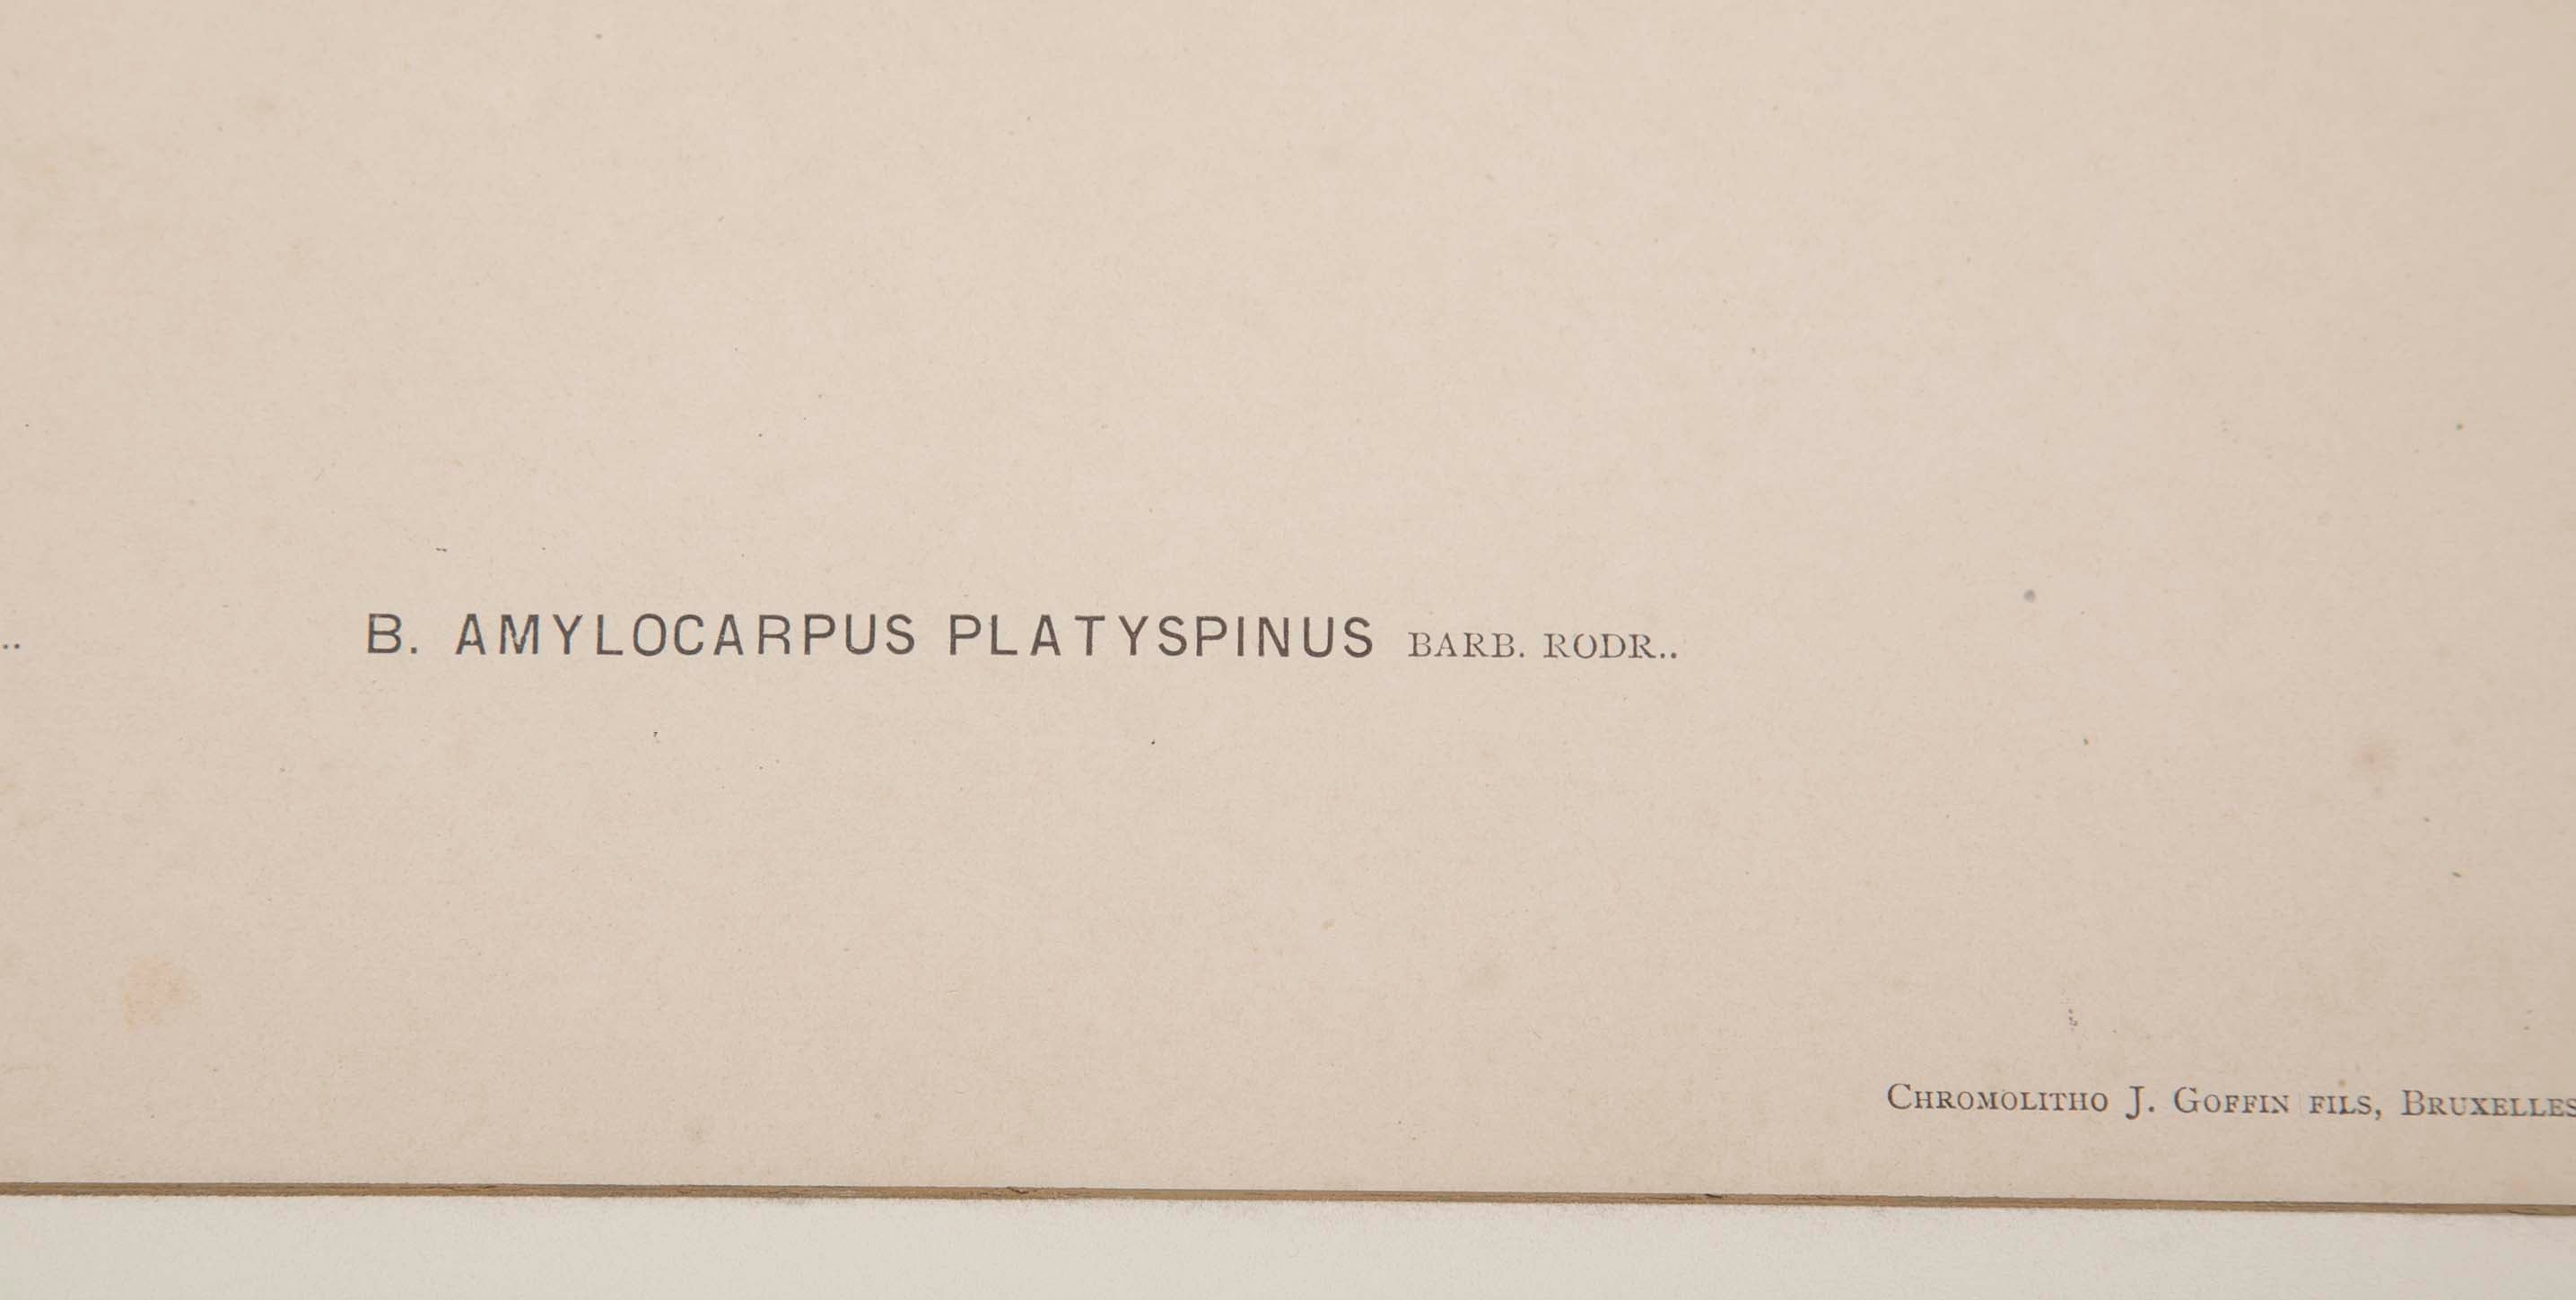 .. B. AMYLOCARPUS PLATYSPINUS BARB. RODR..
CHROMOLITHO J. GOFFIN FILS, BRUXELLES